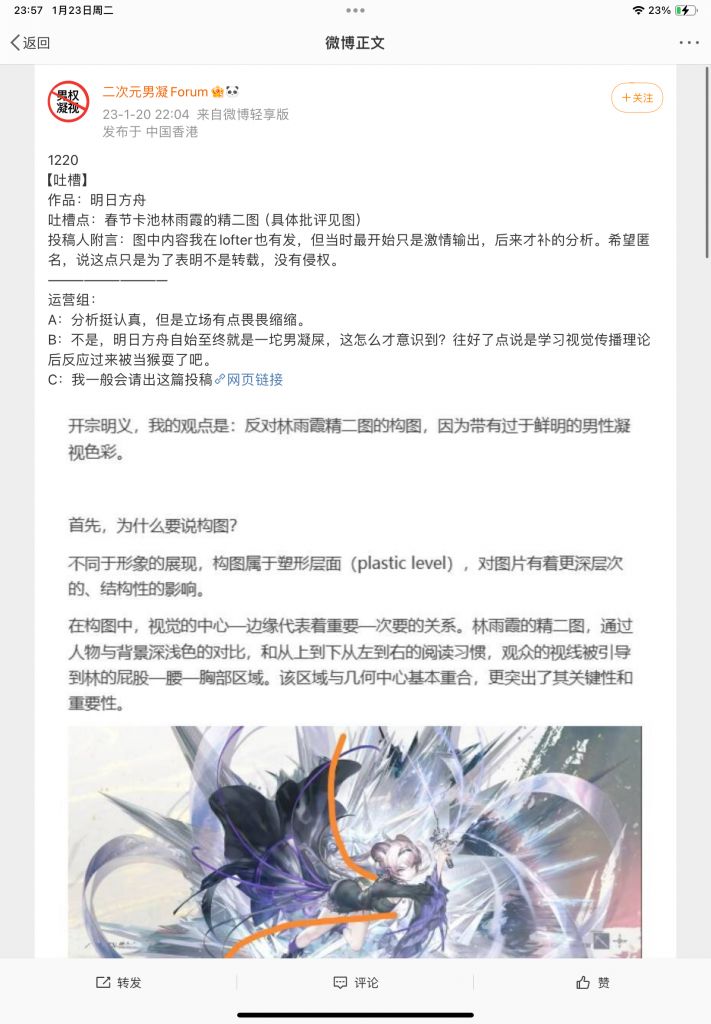 23:57 1月23日周二
23%
返回
微博正文
男权
凝视
二次元男凝Forum
23-1-20 22:04 来自微博轻享版
发布于 中国香港
+关注
1220
【吐槽】
作品：明日方舟
吐槽点：春节卡池林雨霞的精二图（具体批评见图）
投稿人附言：图中内容我在lofter也有发，但当时最开始只是激情输出，后来才补的分析。希望匿
名，说这点只是为了表明不是转载，没有侵权。
——————————
运营组：
A：分析挺认真，但是立场有点畏畏缩缩。
B：不是，明日方舟自始至终就是一坨男凝屎，这怎么才意识到？往好了点说是学习视觉传播理论
后反应过来被当猴耍了吧。
C：我一般会请出这篇投稿网页链接
开宗明义，我的观点是：反对林雨霞精二图的构图，因为带有过于鲜明的男性凝
视色彩。
首先，为什么要说构图？
不同于形象的展现，构图属于塑形层面（plastic level），对图片有着更深层次
的、结构性的影响。
在构图中，视觉的中心—边缘代表着重要—次要的关系。林雨霞的精二图，通过
人物与背景深浅色的对比，和从上到下从左到右的阅读习惯，观众的视线被引导
到林的屁股—腰—胸部区域。该区域与几何中心基本重合，更突出了其关键性和
重要性。
转发
评论
赞